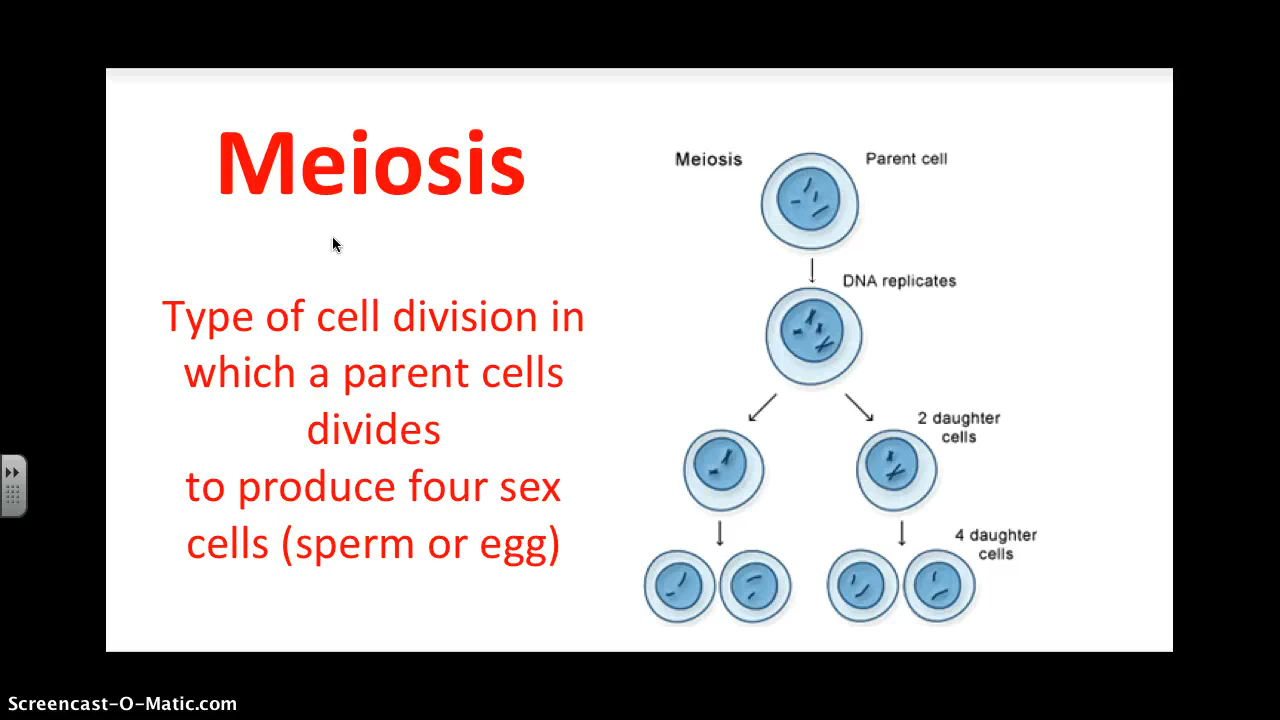 Meiosis
Type of cell division in
which a parent cells
divides
to produce four sex
cells (sperm or egg)
Meiosis
Parent cell
DNA replicates
2 daughter
cells
4 daughter
cells
Screencast-O-Matic.com